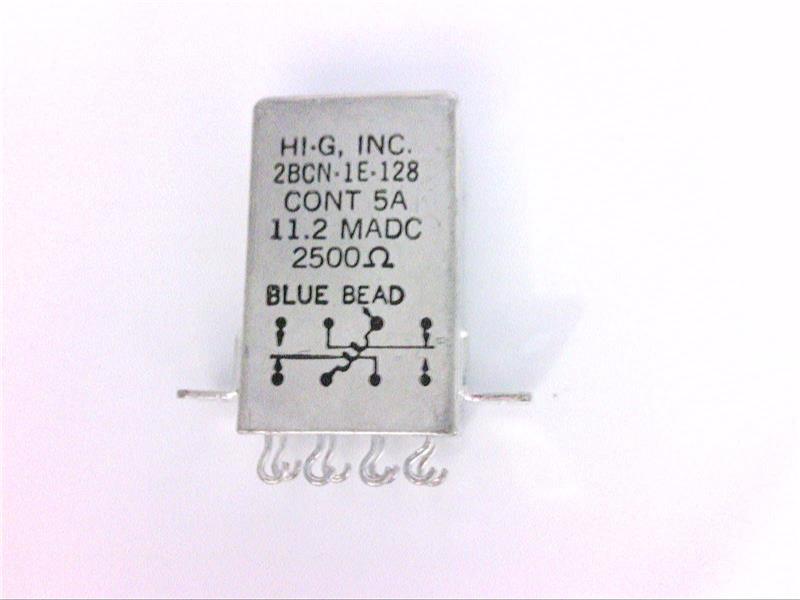 HI-G, INC.
2BCN-1E-128
CONT 5A
11.2 MADC
2500Ω
BLUE BEAD